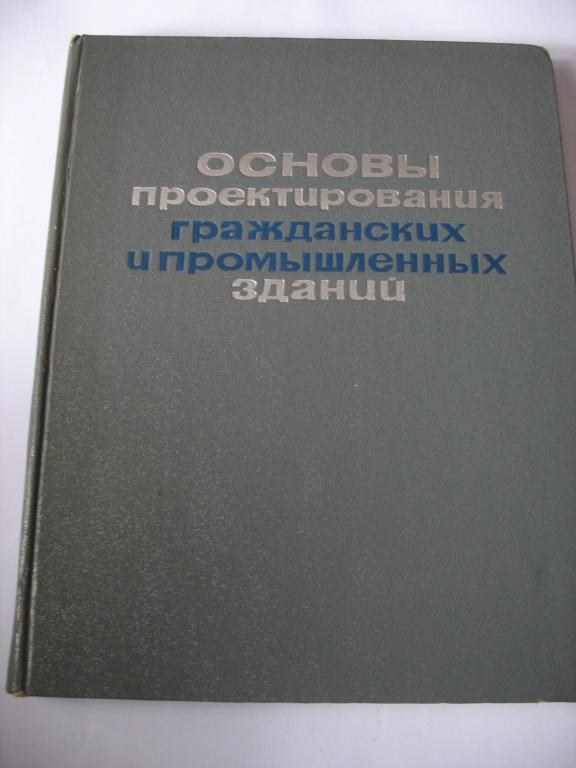 основы
проектирования
гражданских
и промышленных
зданий